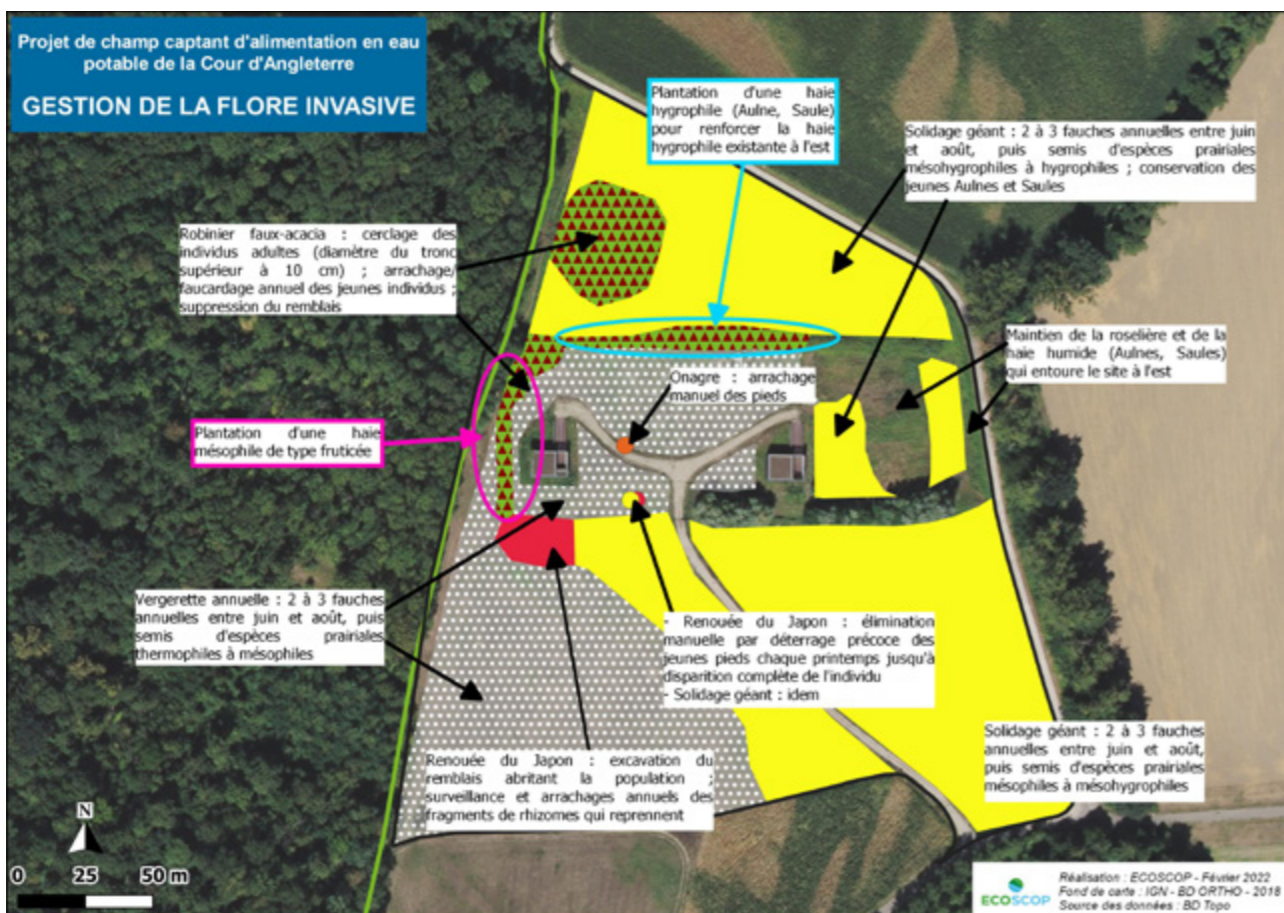 Projet de champ captant d'alimentation en eau
potable de la Cour d'Angleterre
GESTION DE LA FLORE INVASIVE
Plantation d'une haie
hygrophile (Aulne, Saule)
pour renforcer la haie
hygrophile existante à l'est
Solidage géant : 2 à 3 fauches annuelles entre juin
et août, puis semis d'espèces prairiales
mésohygrophiles à hygrophiles ; conservation des
jeunes Aulnes et Saules
Robinier faux-acacia : cerclage des
individus adultes (diamètre du tronc
supérieur à 10 cm) ; arrachage/
faucardage annuel des jeunes individus ;
suppression du remblais
Maintien de la roselière et de la
haie humide (Aulnes, Saules)
qui entoure le site à l'est
Onagre : arrachage
manuel des pieds
Plantation d'une haie
mésophile de type fruticée
Vergerette annuelle : 2 à 3 fauches
annuelles entre juin et août, puis
semis d'espèces prairiales
thermophiles à mésophiles
- Renouée du Japon : élimination
manuelle par déterrage précoce des
jeunes pieds chaque printemps jusqu'à
disparition complète de l'individu
- Solidage géant : idem
Solidage géant : 2 à 3 fauches
annuelles entre juin et août,
puis semis d'espèces prairiales
mésophiles à mésohygrophiles
Renouée du Japon : excavation du
remblais abritant la population ;
surveillance et arrachages annuels des
fragments de rhizomes qui reprennent
N
0 25 50 m
ECOSCOP
Réalisation : ECOSCOP - Février 2022
Fond de carte : IGN - BD ORTHO - 2018
Source des données : BD Topo